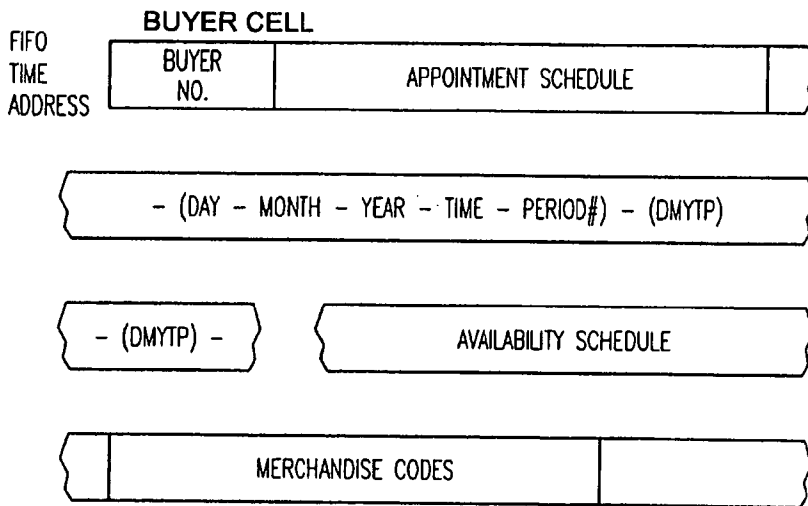 BUYER CELL
FIFO
TIME
ADDRESS
BUYER
NO.
APPOINTMENT SCHEDULE
- (DAY - MONTH - YEAR - TIME - PERIOD#) - (DMYTP)
- (DMYTP) -
AVAILABILITY SCHEDULE
MERCHANDISE CODES